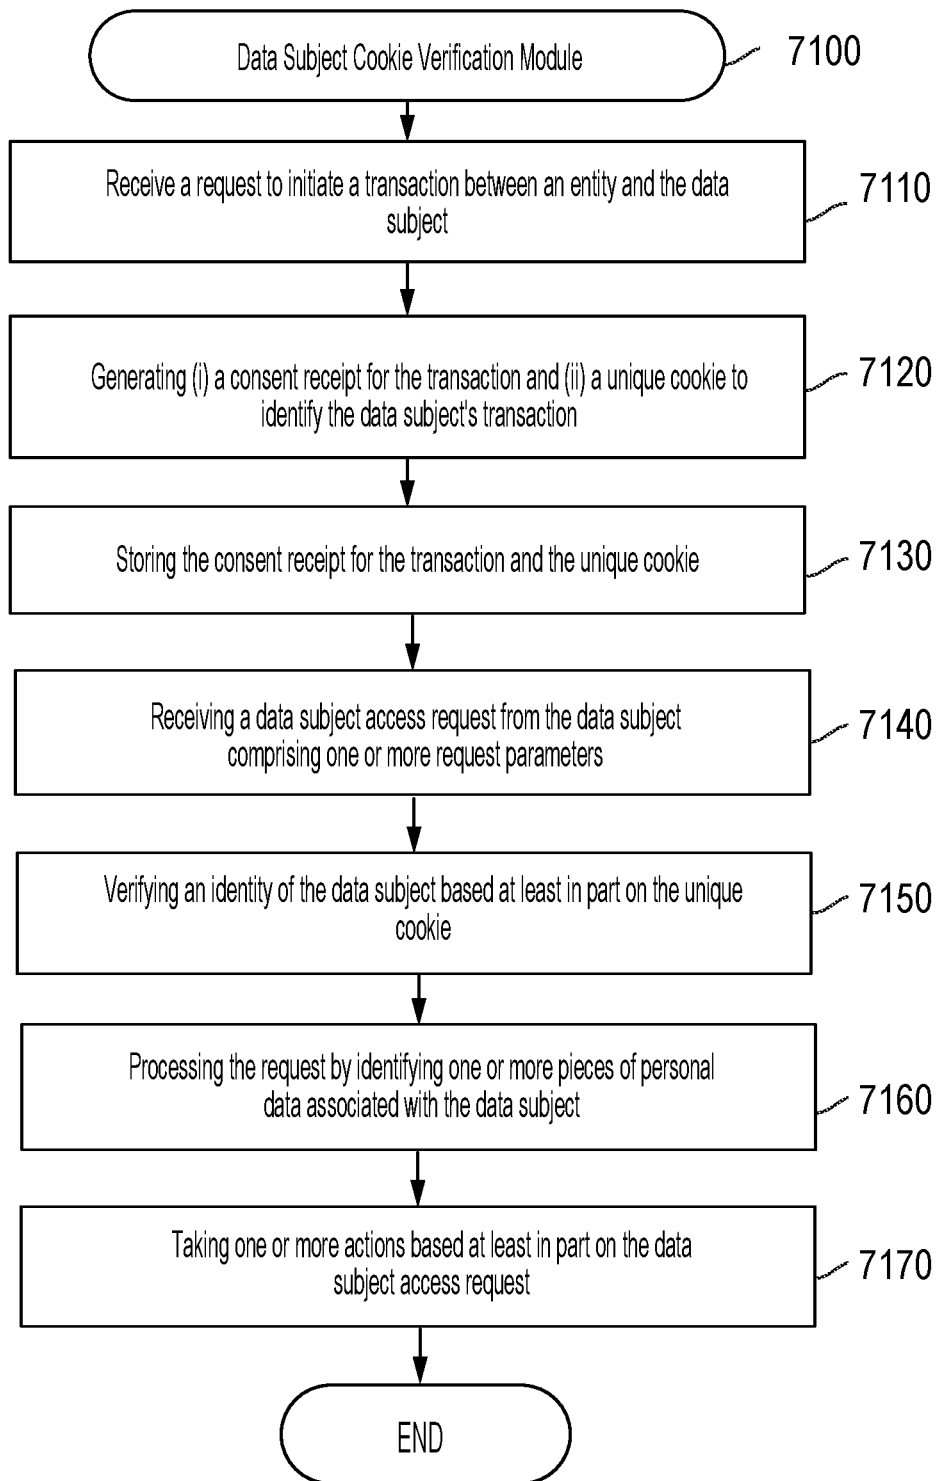 Data Subject Cookie Verification Module
7100
Receive a request to initiate a transaction between an entity and the data
subject
7110
Generating (i) a consent receipt for the transaction and (ii) a unique cookie to
identify the data subject's transaction
7120
Storing the consent receipt for the transaction and the unique cookie
7130
Receiving a data subject access request from the data subject
comprising one or more request parameters
7140
Verifying an identity of the data subject based at least in part on the unique
cookie
7150
Processing the request by identifying one or more pieces of personal
data associated with the data subject
7160
Taking one or more actions based at least in part on the data
subject access request
7170
END